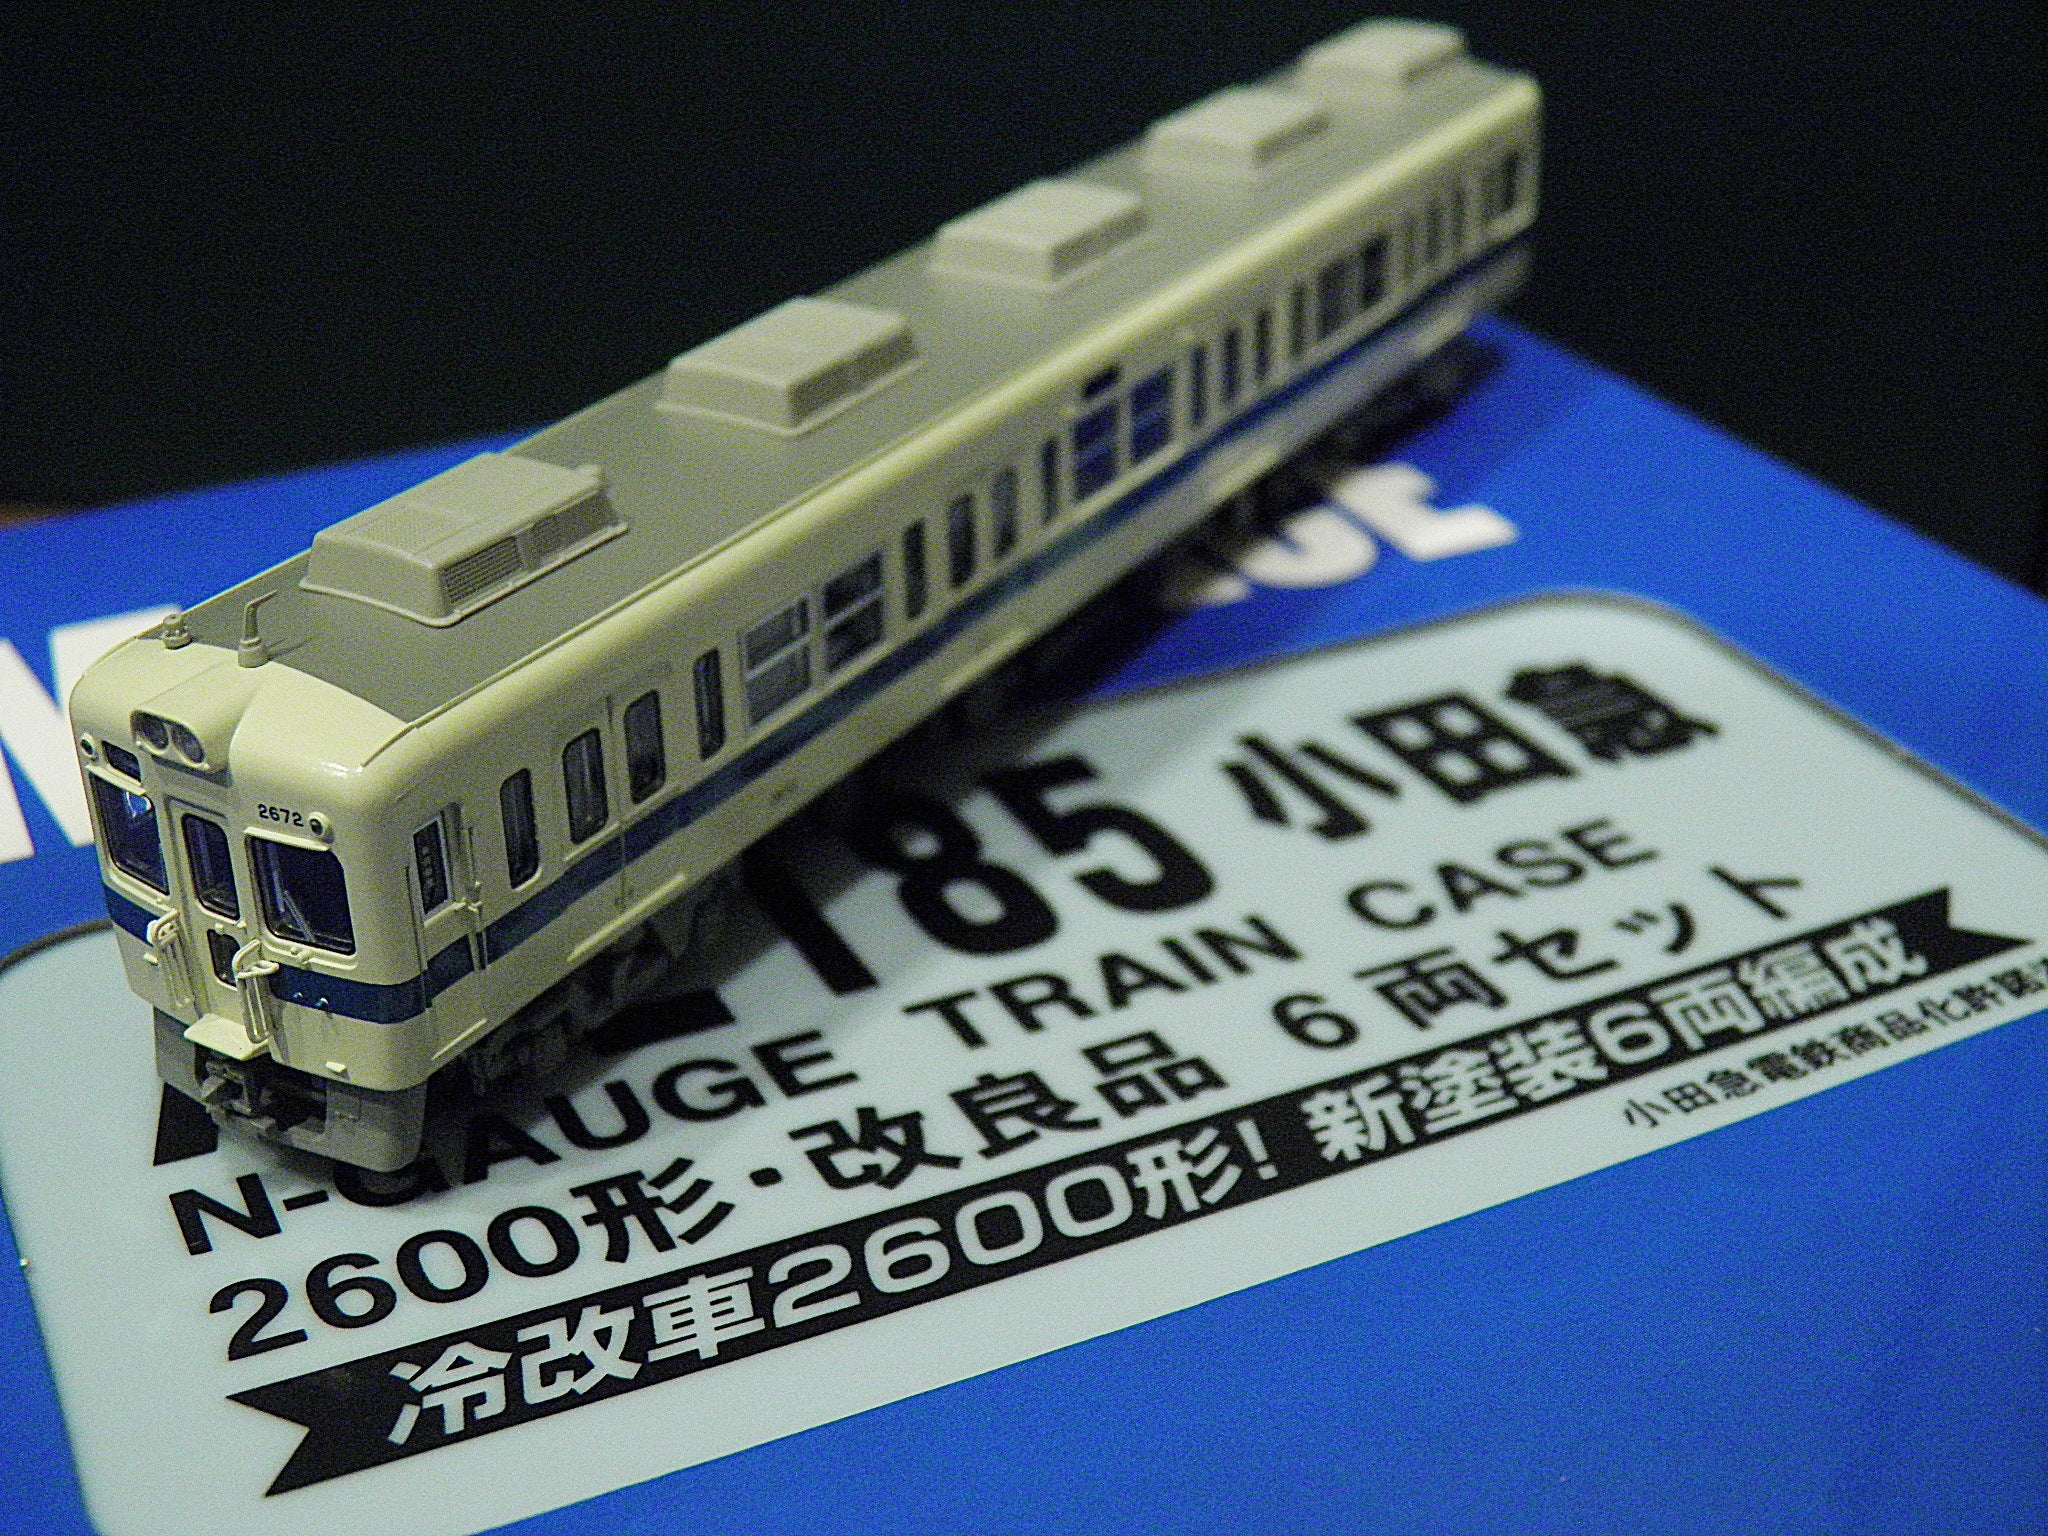 2672
185 小田急
N-GAUGE TRAIN CASE
2600形・改良品 6両セット
冷改車2600形! 新塗装6両編成
小田急電鉄商品化許諾